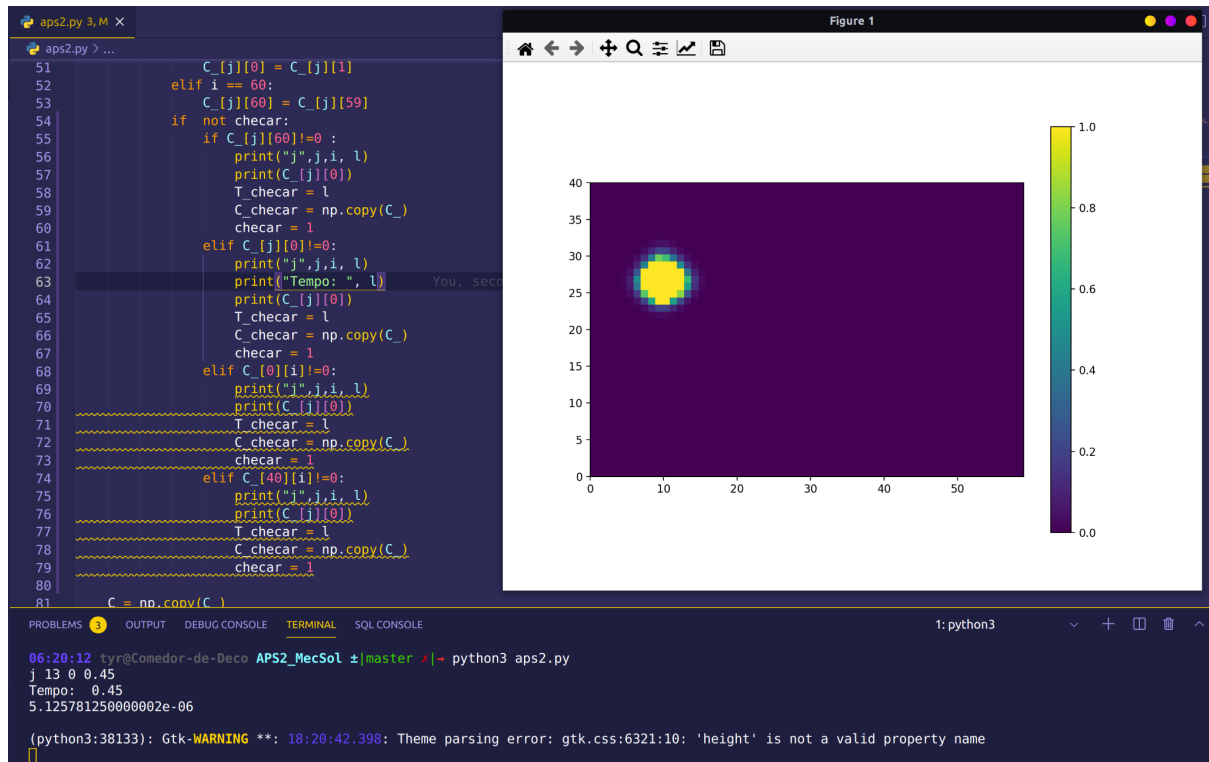 aps2.py 3, M ×
aps2.py > ...
51 C_[j][0] = C_[j][1]
52 elif i == 60:
53 C_[j][60] = C_[j][59]
54 if not checar:
55 if C_[j][60]!=0 :
56 print("j",j,i, l)
57 print(C_[j][0])
58 T_checar = l
59 C_checar = np.copy(C_)
60 checar = 1
61 elif C_[j][0]!=0:
62 print("j",j,i, l)
63 print("Tempo: ", l) You, seco
64 print(C_[j][0])
65 T_checar = l
66 C_checar = np.copy(C_)
67 checar = 1
68 elif C_[0][i]!=0:
69 print("j",j,i, l)
70 print(C_[j][0])
71 T_checar = l
72 C_checar = np.copy(C_)
73 checar = 1
74 elif C_[40][i]!=0:
75 print("j",j,i, l)
76 print(C_[j][0])
77 T_checar = l
78 C_checar = np.copy(C_)
79 checar = 1
80
81 C = np.copy(C_)
Figure 1
40
35
30
25
20
15
10
5
0
0 10 20 30 40 50
1.0
0.8
0.6
0.4
0.2
0.0
PROBLEMS 3 OUTPUT DEBUG CONSOLE TERMINAL SQL CONSOLE 1: python3
06:20:12 tyr@Comedor-de-Deco APS2_MecSol ±|master ✗|→ python3 aps2.py
j 13 0 0.45
Tempo:  0.45
5.125781250000002e-06
(python3:38133): Gtk-WARNING **: 18:20:42.398: Theme parsing error: gtk.css:6321:10: 'height' is not a valid property name